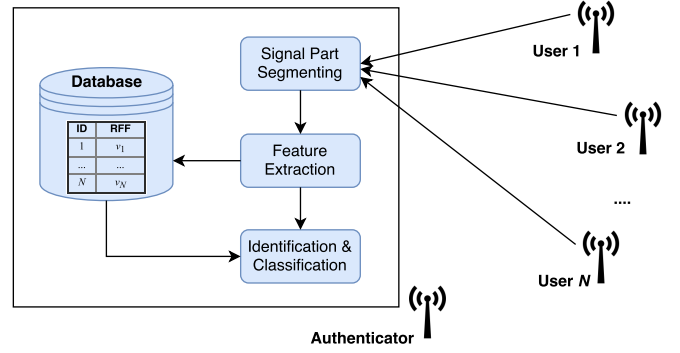 Signal Part
Segmenting
User 1
Database
ID RFF
1 v1
... ...
N vN
Feature
Extraction
User 2
....
Identification &
Classification
User N
Authenticator